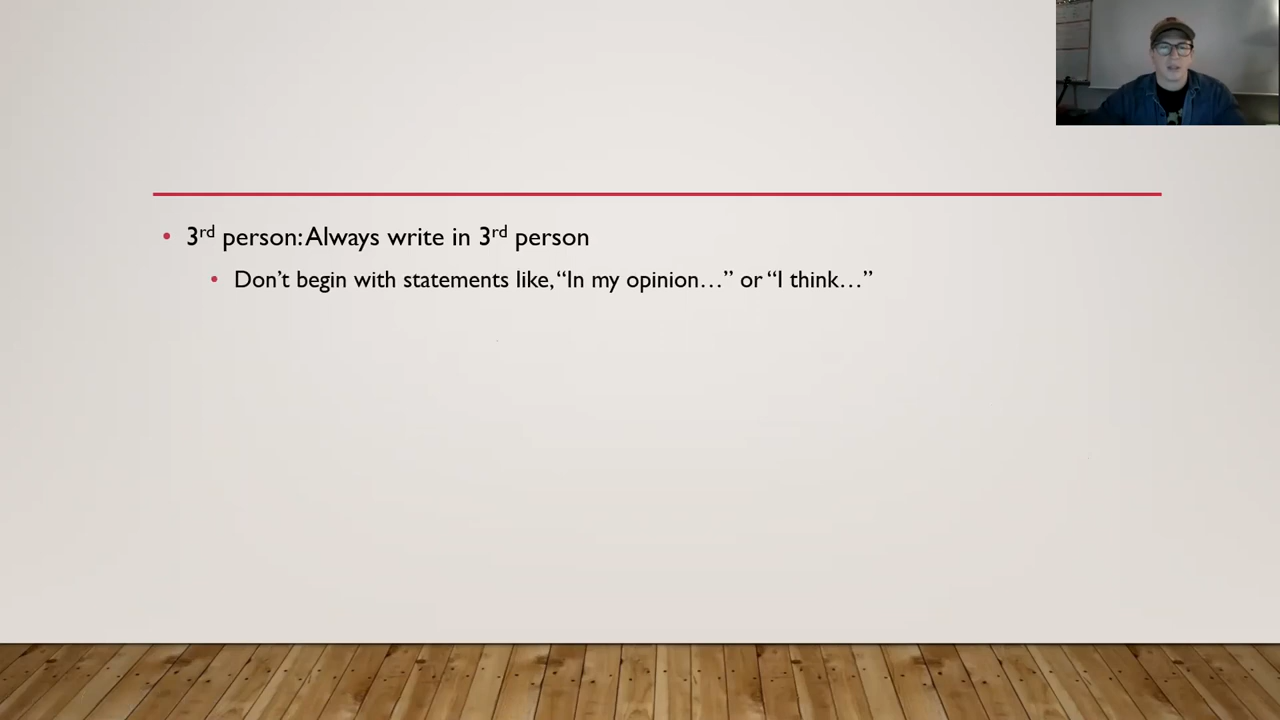 3rd person: Always write in 3rd person
Don’t begin with statements like, “In my opinion…” or “I think…”